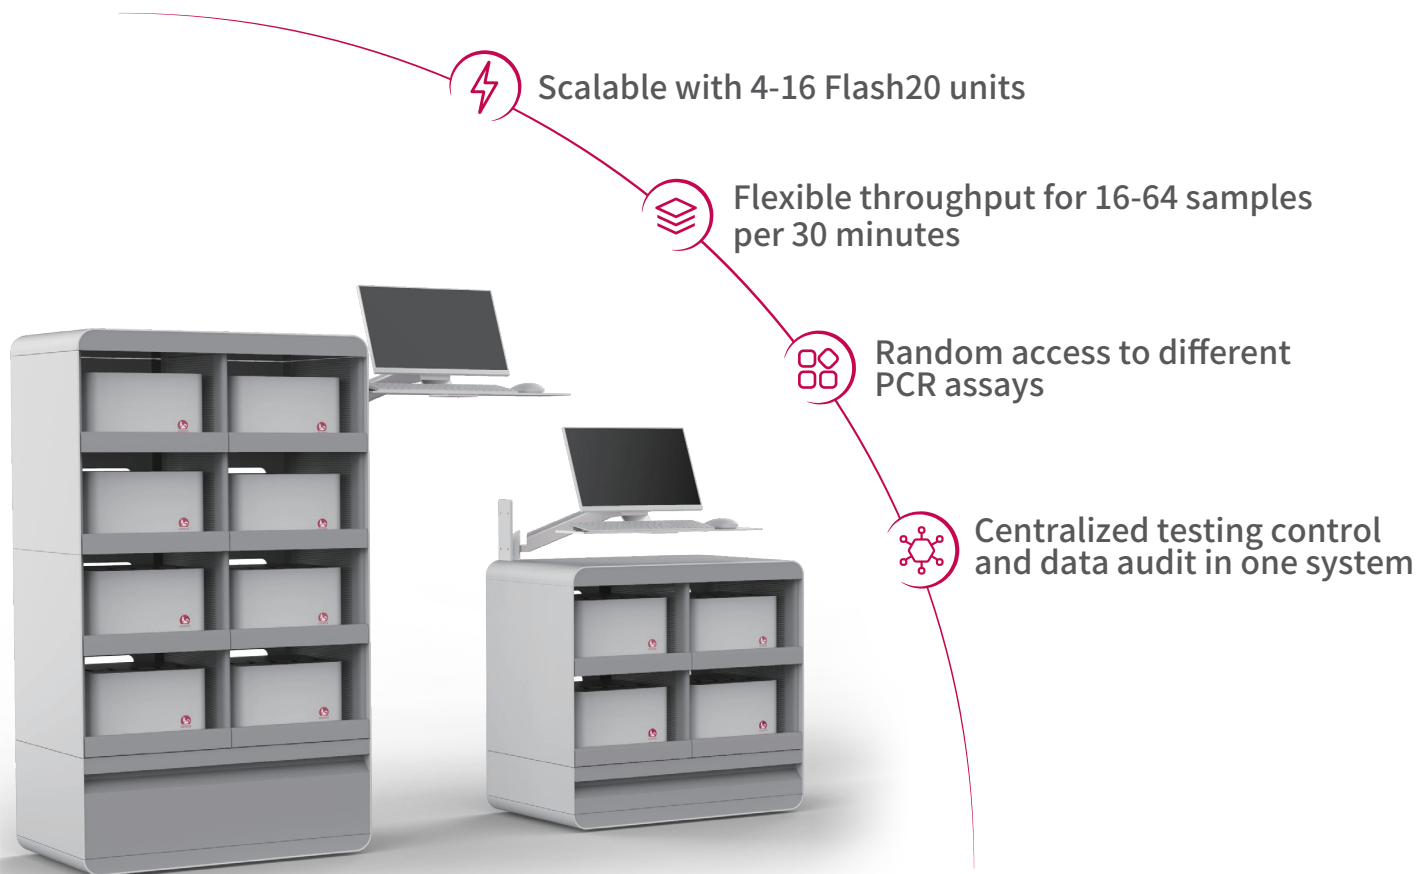 Scalable with 4-16 Flash20 units
Flexible throughput for 16-64 samples
per 30 minutes
Random access to different
PCR assays
Centralized testing control
and data audit in one system